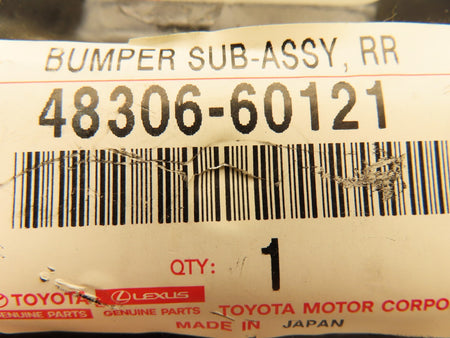 BUMPER SUB-ASSY, RR
48306-60121
QTY: 1
TOYOTA LEXUS
GENUINE PARTS GENUINE PARTS TOYOTA MOTOR CORPO
MADE IN JAPAN